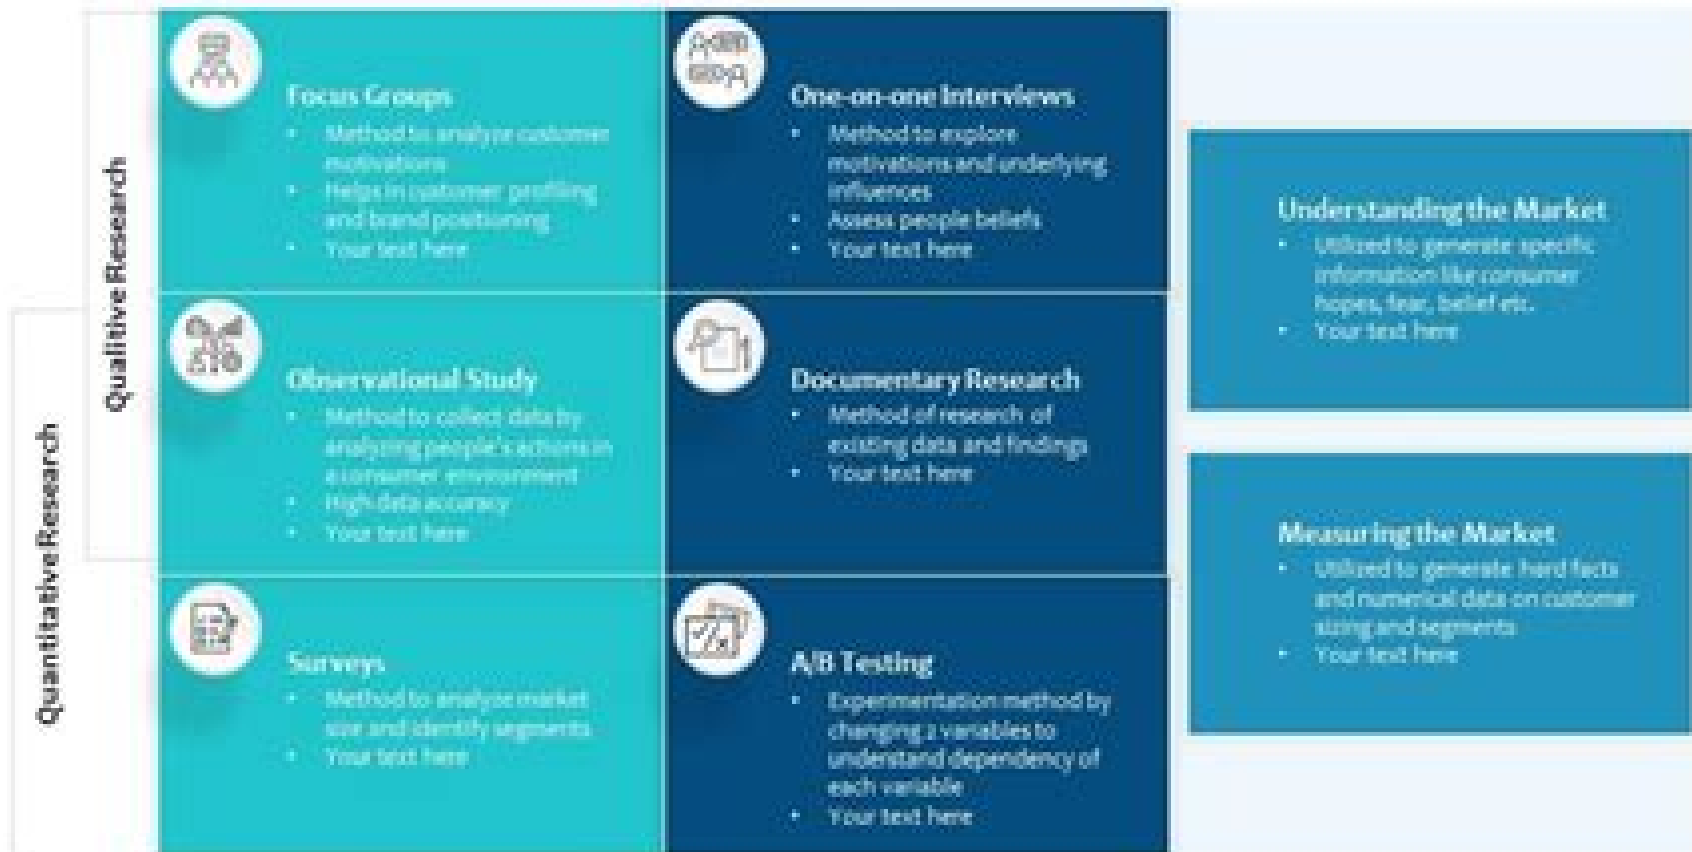 Qualitive Research
Quantitative Research
Focus Groups
• Method to analyze customer
motivations
• Helps in customer profiling
and brand positioning
• Your text here
One-on-one Interviews
• Method to explore
motivations and underlying
influences
• Assess people beliefs
• Your text here
Observational Study
• Method to collect data by
analyzing people's actions in
a consumer environment
• High data accuracy
• Your text here
Documentary Research
• Method of research of
existing data and findings
• Your text here
Surveys
• Method to analyze market
size and identify segments
• Your text here
A/B Testing
• Experimentation method by
changing 2 variables to
understand dependency of
each variable
• Your text here
Understanding the Market
• Utilized to generate specific
information like consumer
hopes, fear, belief etc.
• Your text here
Measuring the Market
• Utilized to generate hard facts
and numerical data on customer
sizing and segments
• Your text here